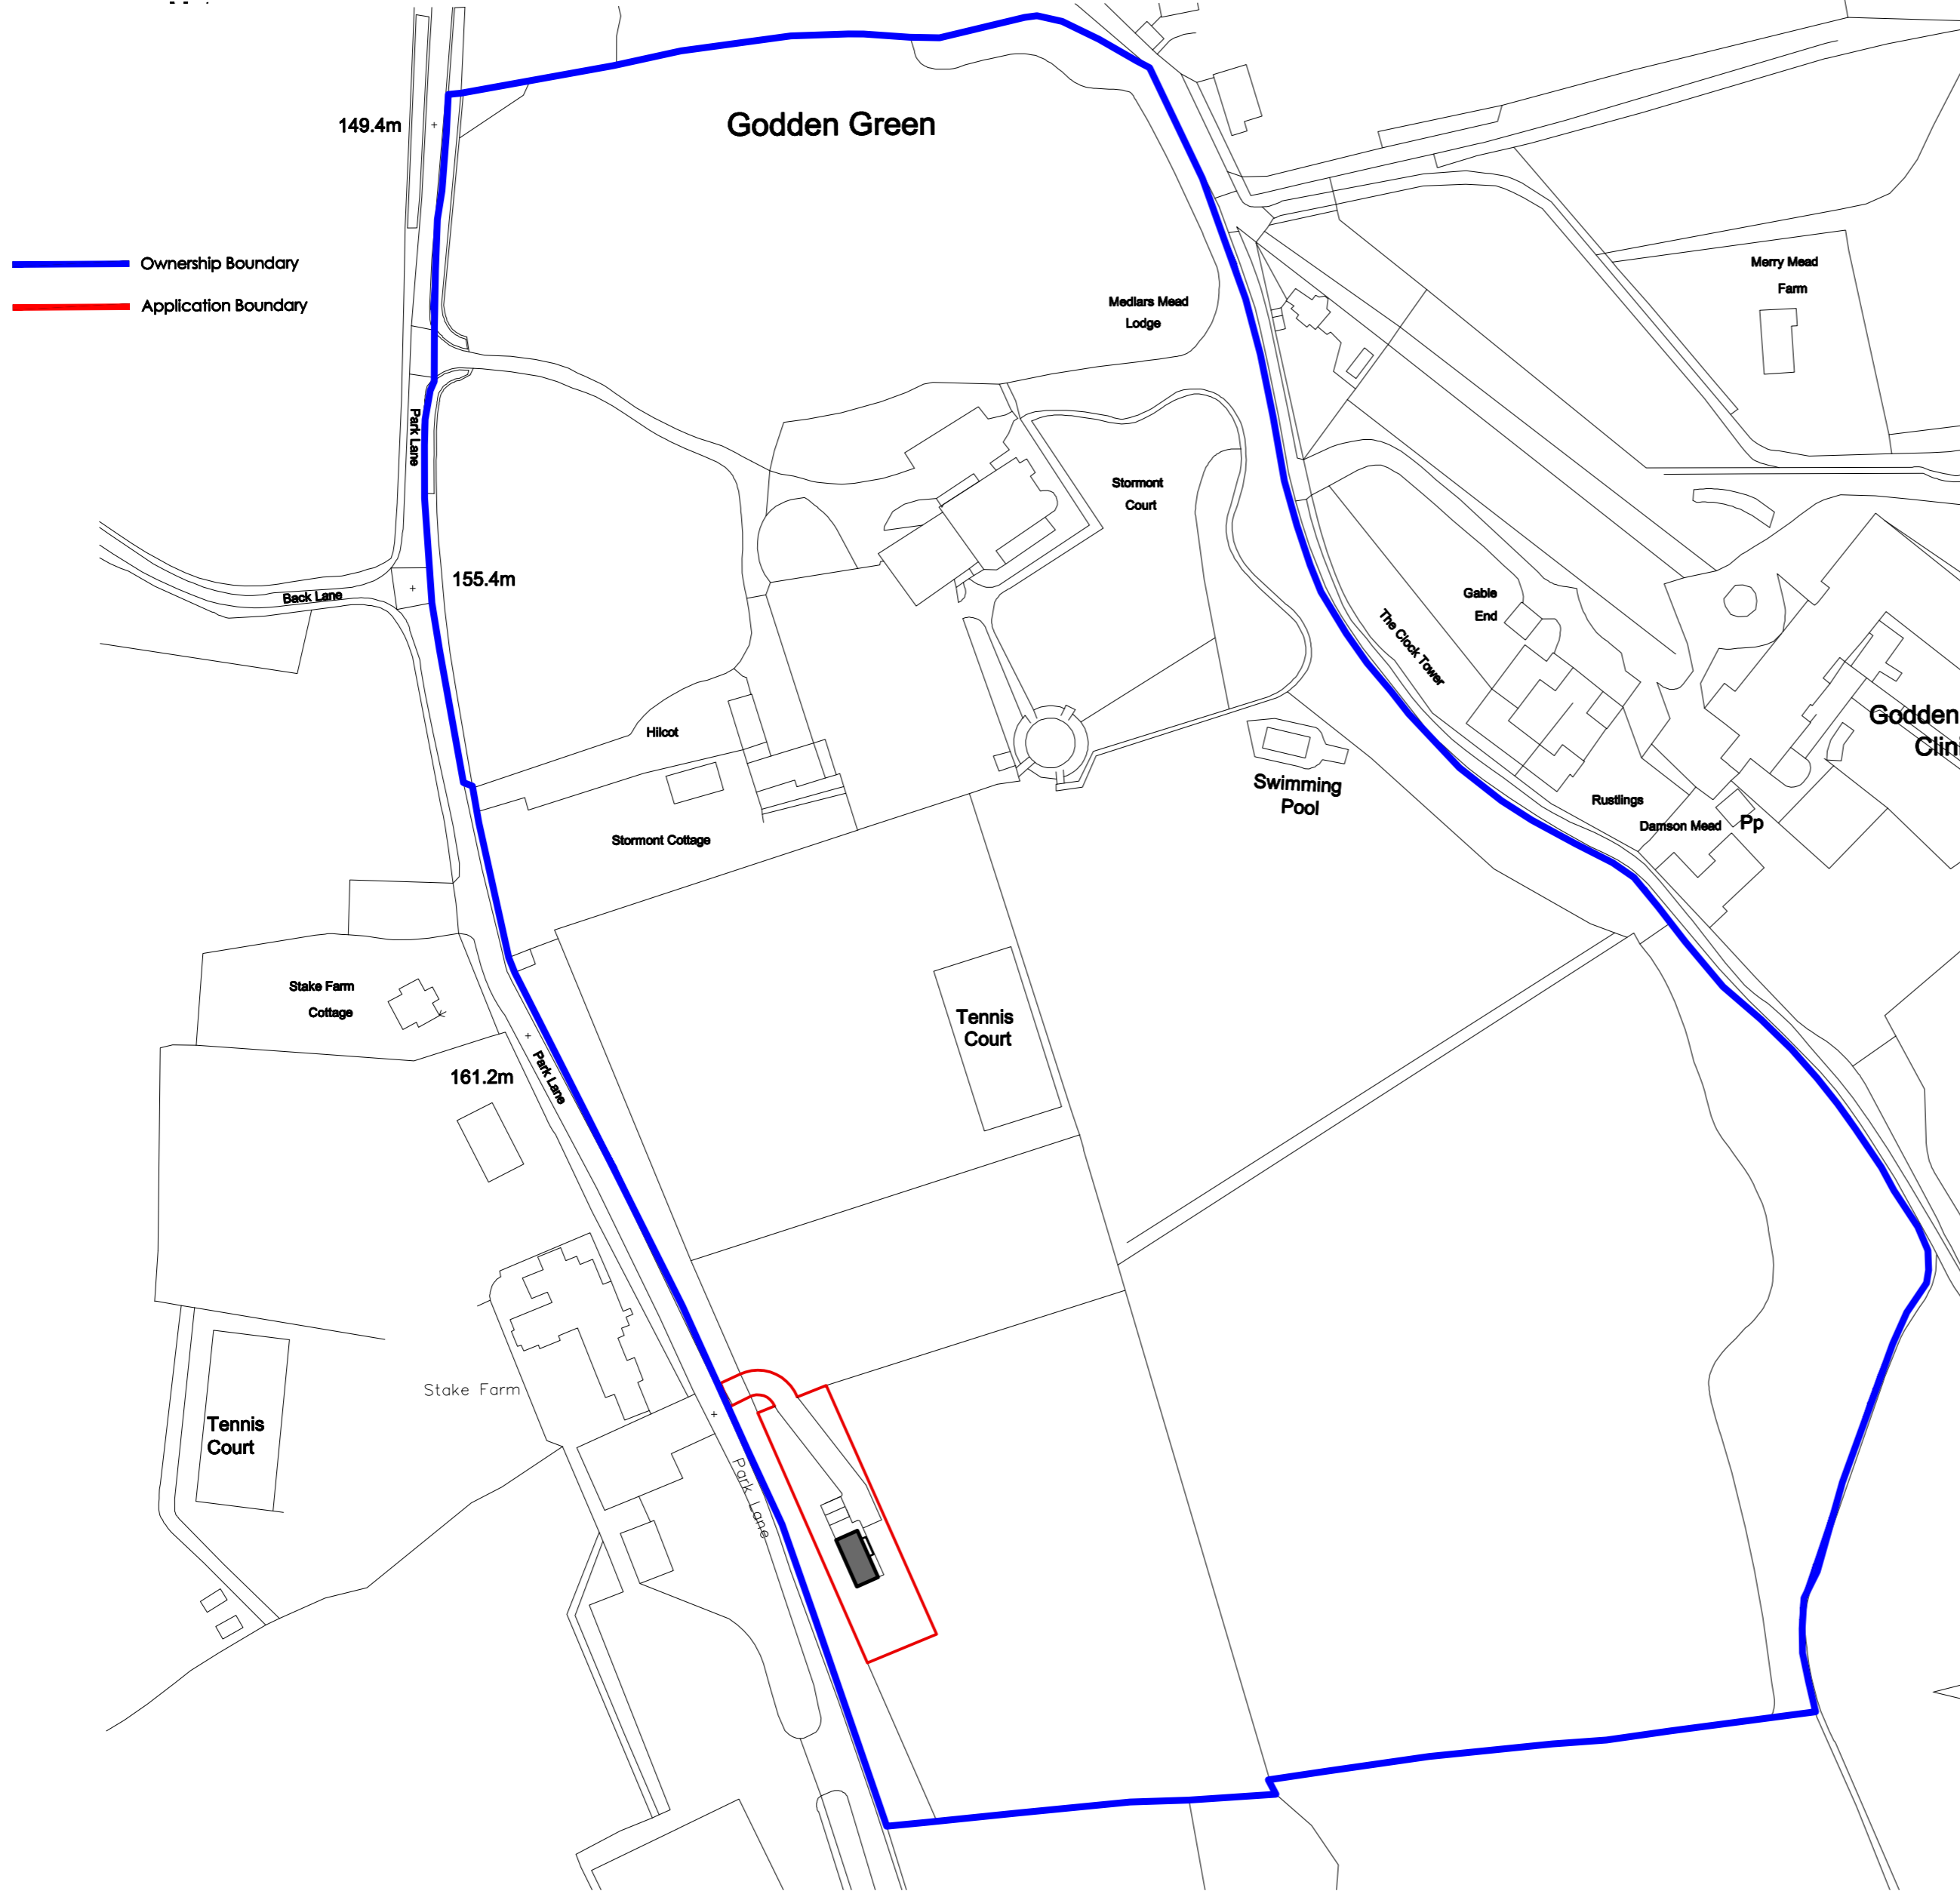 Godden Green
149.4m
Ownership Boundary
Application Boundary
Merry Mead
Farm
Medlars Mead
Lodge
Park Lane
Stormont
Court
155.4m
Back Lane
Gable
End
The Clock Tower
Hilcot
Godden
Swimming
Pool
Rustlings
Damson Mead
Pp
Stormont Cottage
Stake Farm
Cottage
Tennis
Court
161.2m
Park Lane
Stake Farm
Tennis
Court
Park Lane